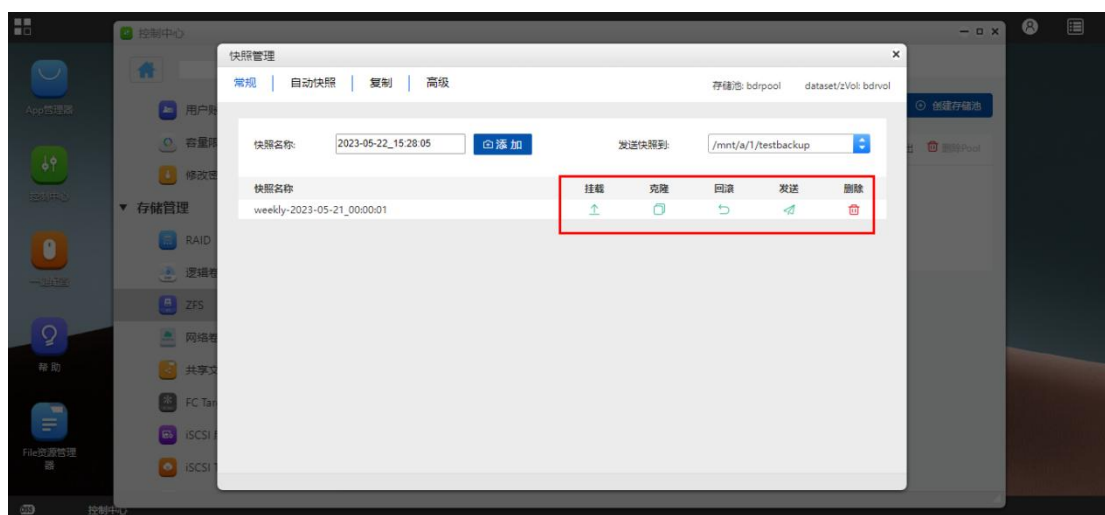 控制中心
快照管理
常规 自动快照 复制 高级
存储池: bdrpool dataset/zVol: bdrvol
App管理器
用户账
创建存储池
容量限
快照名称: 2023-05-22_15:28:05 添加 发送快照到: /mnt/a/1/testbackup
删除Pool
修改密
控制中心
快照名称 挂载 克隆 回滚 发送 删除
weekly-2023-05-21_00:00:01
存储管理
RAID
逻辑卷
ZFS
网络卷
帮助
共享文
FC Tar
iSCSI
File资源管理器
iSCSI T
控制中心